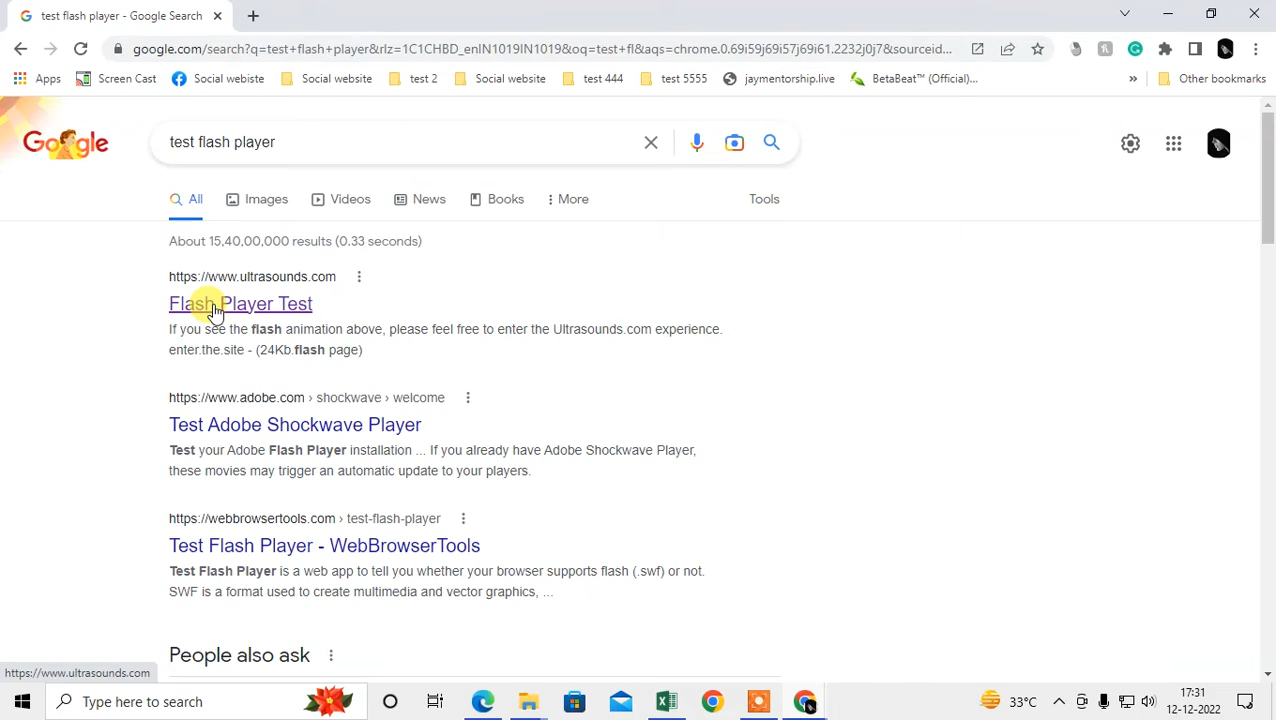 test flash player - Google Search
google.com/search?q=test+flash+player&rlz=1C1CHBD_enIN1019IN1019&oq=test+fl&aqs=chrome.0.69i59j69i57j69i61.2232j0j7&sourceid...
Apps Screen Cast Social webiste Social website test 2 Social website test 444 test 5555 jaymentorship.live BetaBeat™ (Official)... » Other bookmarks
Google test flash player
All Images Videos News Books More Tools
About 15,40,00,000 results (0.33 seconds)
https://www.ultrasounds.com
Flash Player Test
If you see the flash animation above, please feel free to enter the Ultrasounds.com experience.
enter.the.site - (24Kb.flash page)
https://www.adobe.com › shockwave › welcome
Test Adobe Shockwave Player
Test your Adobe Flash Player installation ... If you already have Adobe Shockwave Player,
these movies may trigger an automatic update to your players.
https://webbrowsertools.com › test-flash-player
Test Flash Player - WebBrowserTools
Test Flash Player is a web app to tell you whether your browser supports flash (.swf) or not.
SWF is a format used to create multimedia and vector graphics, ...
People also ask
https://www.ultrasounds.com
Type here to search 33°C 17:31
12-12-2022